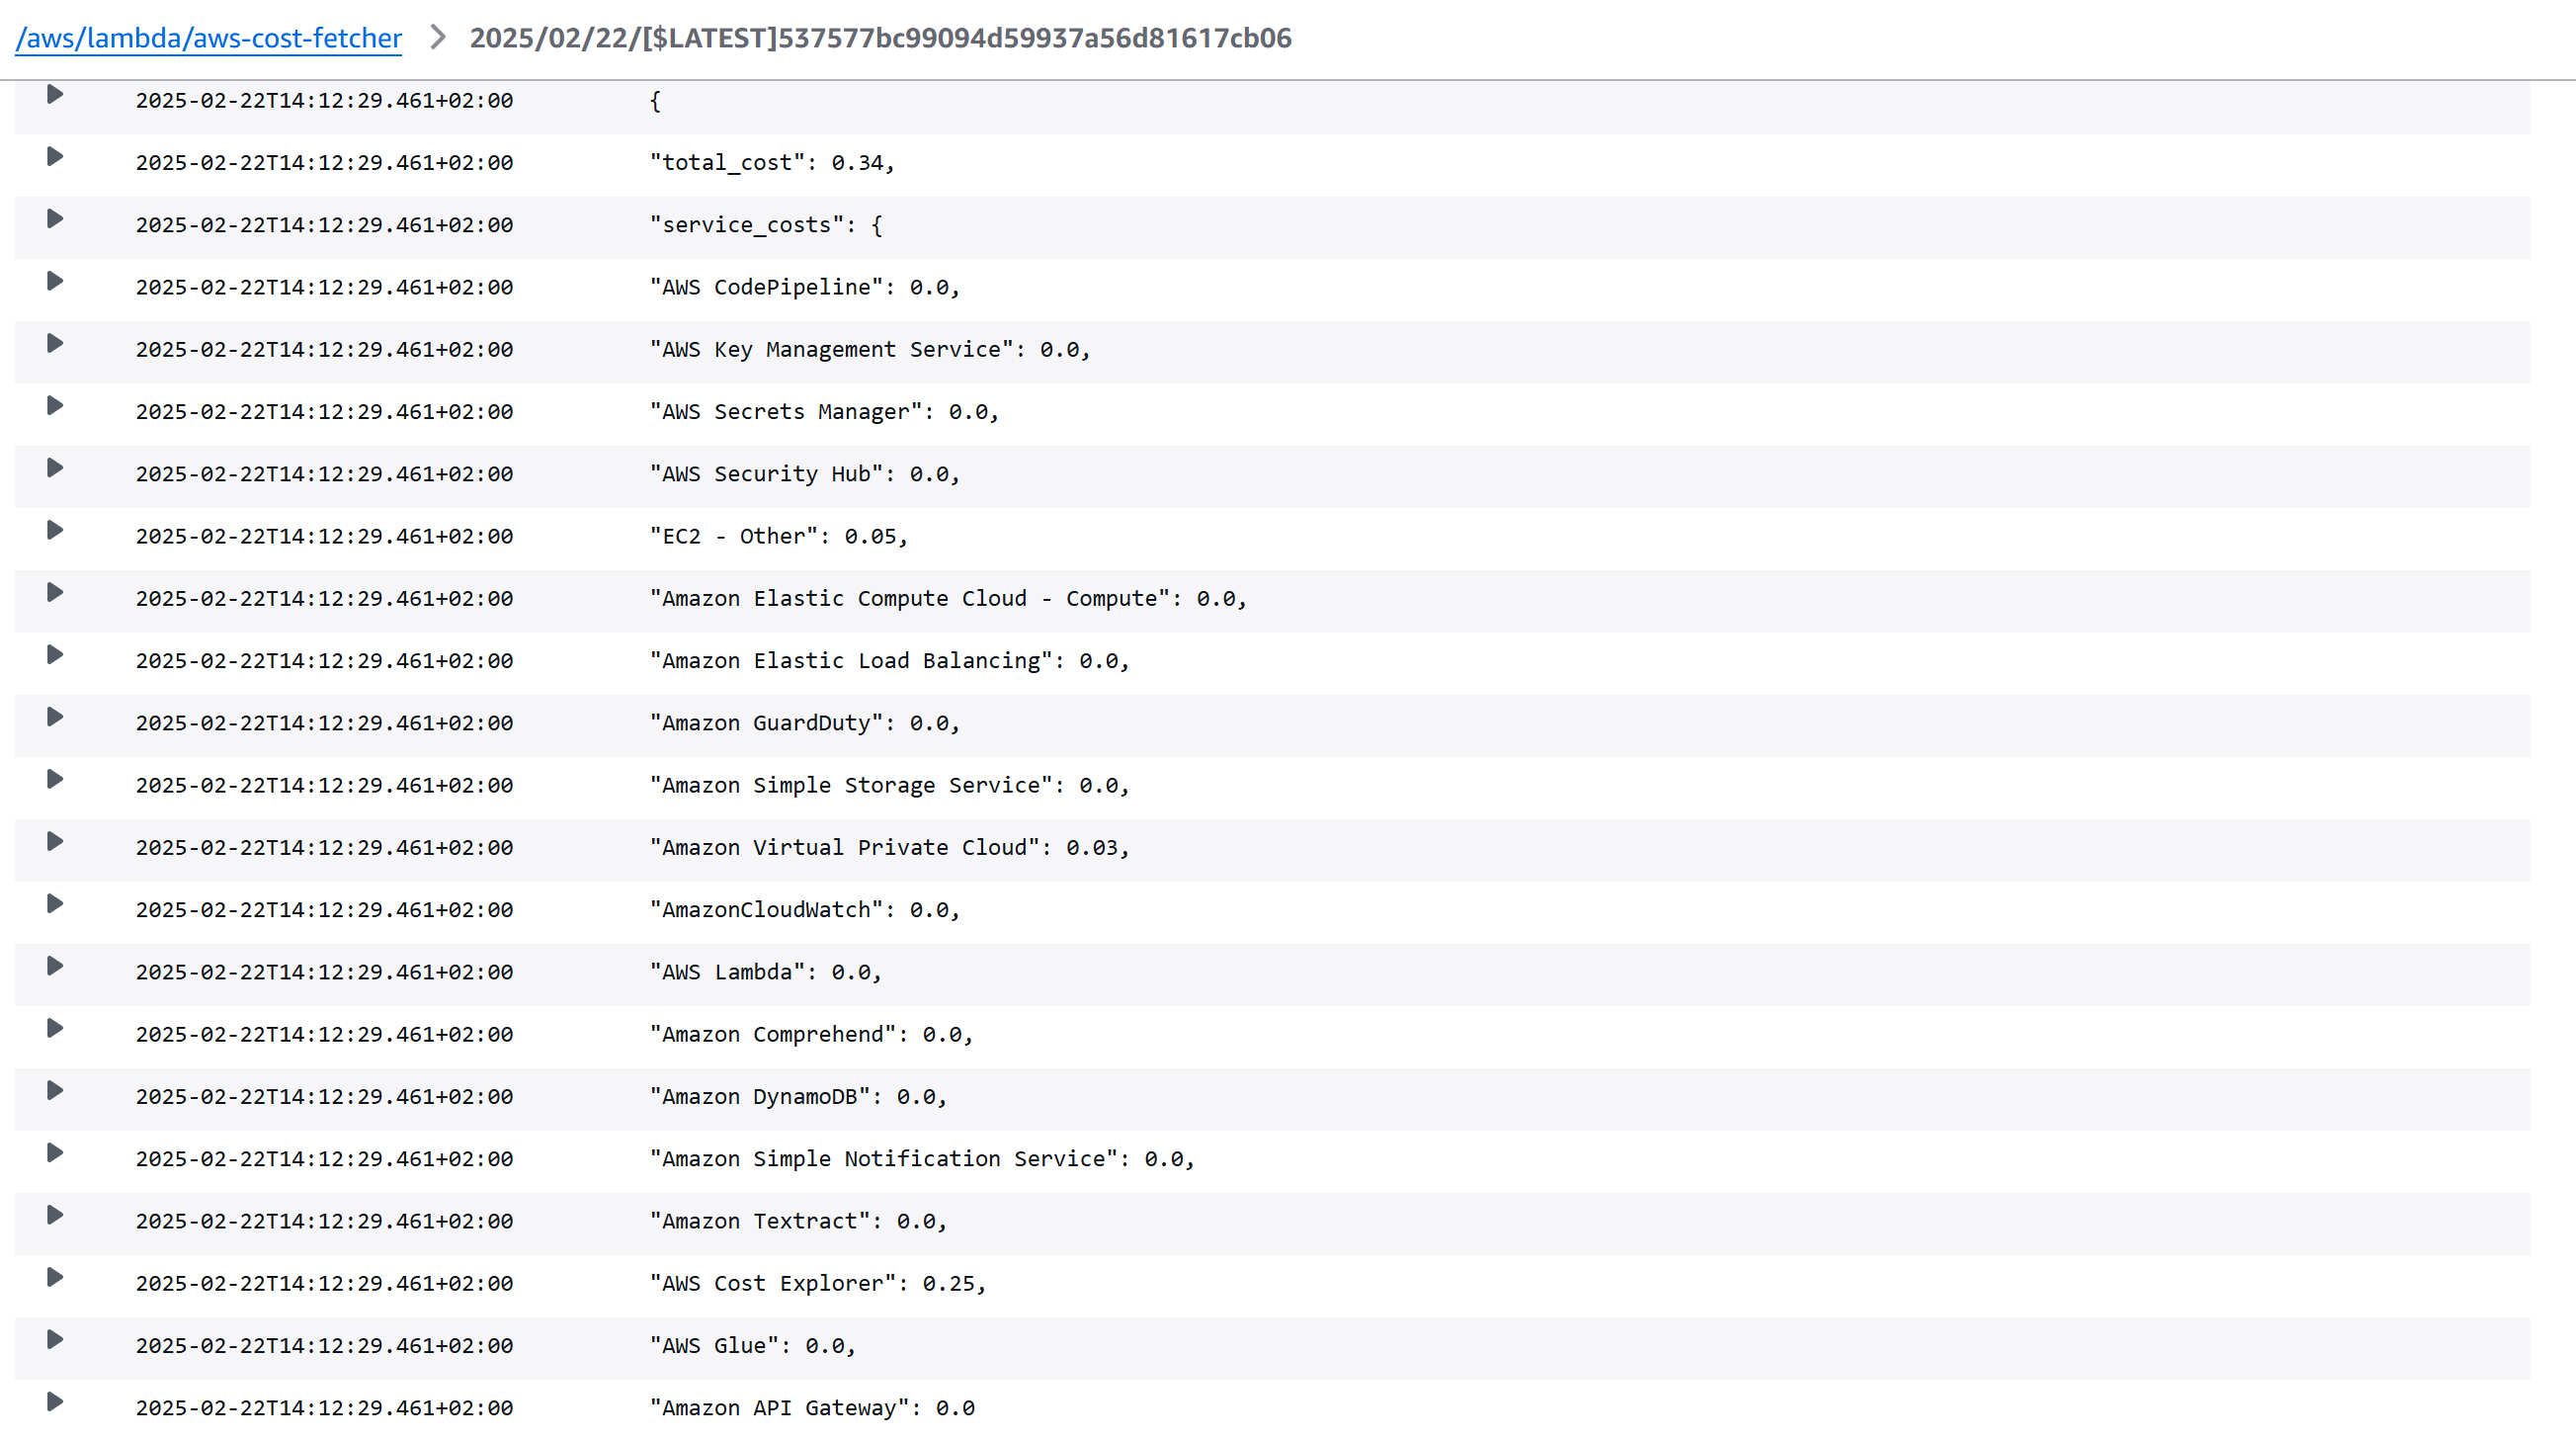 /aws/lambda/aws-cost-fetcher > 2025/02/22/[$LATEST]537577bc99094d59937a56d81617cb06
2025-02-22T14:12:29.461+02:00 {
2025-02-22T14:12:29.461+02:00 "total_cost": 0.34,
2025-02-22T14:12:29.461+02:00 "service_costs": {
2025-02-22T14:12:29.461+02:00 "AWS CodePipeline": 0.0,
2025-02-22T14:12:29.461+02:00 "AWS Key Management Service": 0.0,
2025-02-22T14:12:29.461+02:00 "AWS Secrets Manager": 0.0,
2025-02-22T14:12:29.461+02:00 "AWS Security Hub": 0.0,
2025-02-22T14:12:29.461+02:00 "EC2 - Other": 0.05,
2025-02-22T14:12:29.461+02:00 "Amazon Elastic Compute Cloud - Compute": 0.0,
2025-02-22T14:12:29.461+02:00 "Amazon Elastic Load Balancing": 0.0,
2025-02-22T14:12:29.461+02:00 "Amazon GuardDuty": 0.0,
2025-02-22T14:12:29.461+02:00 "Amazon Simple Storage Service": 0.0,
2025-02-22T14:12:29.461+02:00 "Amazon Virtual Private Cloud": 0.03,
2025-02-22T14:12:29.461+02:00 "AmazonCloudWatch": 0.0,
2025-02-22T14:12:29.461+02:00 "AWS Lambda": 0.0,
2025-02-22T14:12:29.461+02:00 "Amazon Comprehend": 0.0,
2025-02-22T14:12:29.461+02:00 "Amazon DynamoDB": 0.0,
2025-02-22T14:12:29.461+02:00 "Amazon Simple Notification Service": 0.0,
2025-02-22T14:12:29.461+02:00 "Amazon Textract": 0.0,
2025-02-22T14:12:29.461+02:00 "AWS Cost Explorer": 0.25,
2025-02-22T14:12:29.461+02:00 "AWS Glue": 0.0,
2025-02-22T14:12:29.461+02:00 "Amazon API Gateway": 0.0